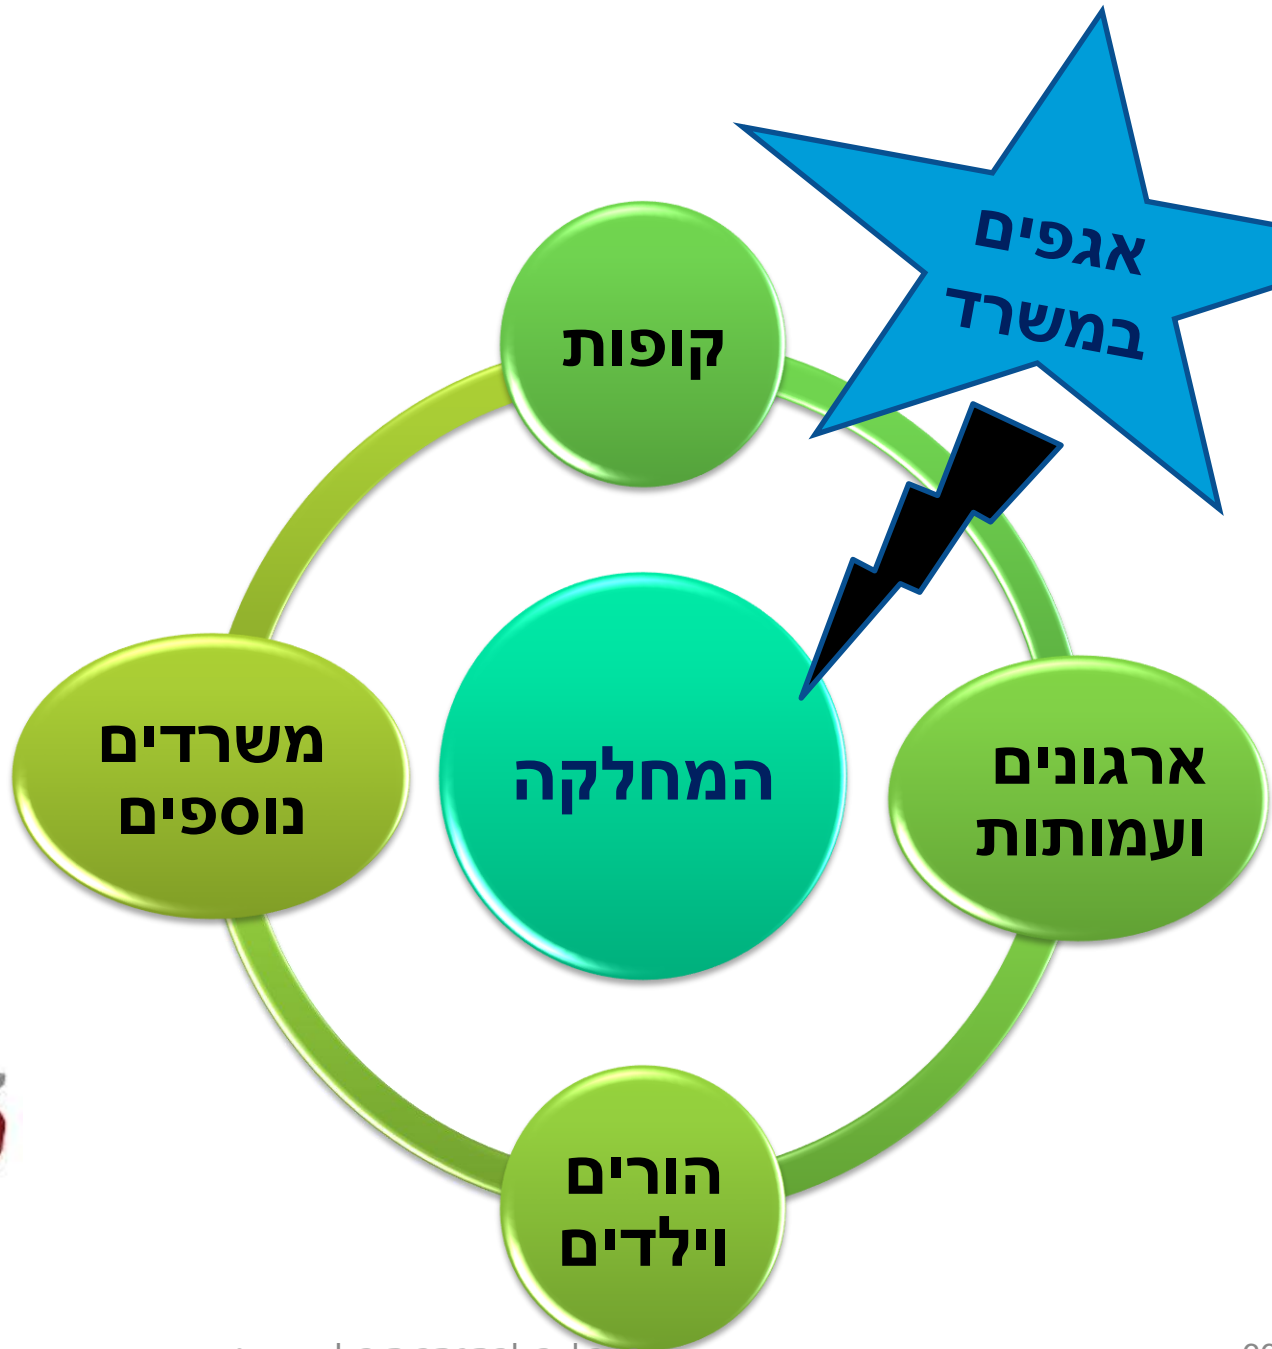 אגפים
במשרד
קופות
משרדים
נוספים
המחלקה
ארגונים
ועמותות
הורים
וילדים